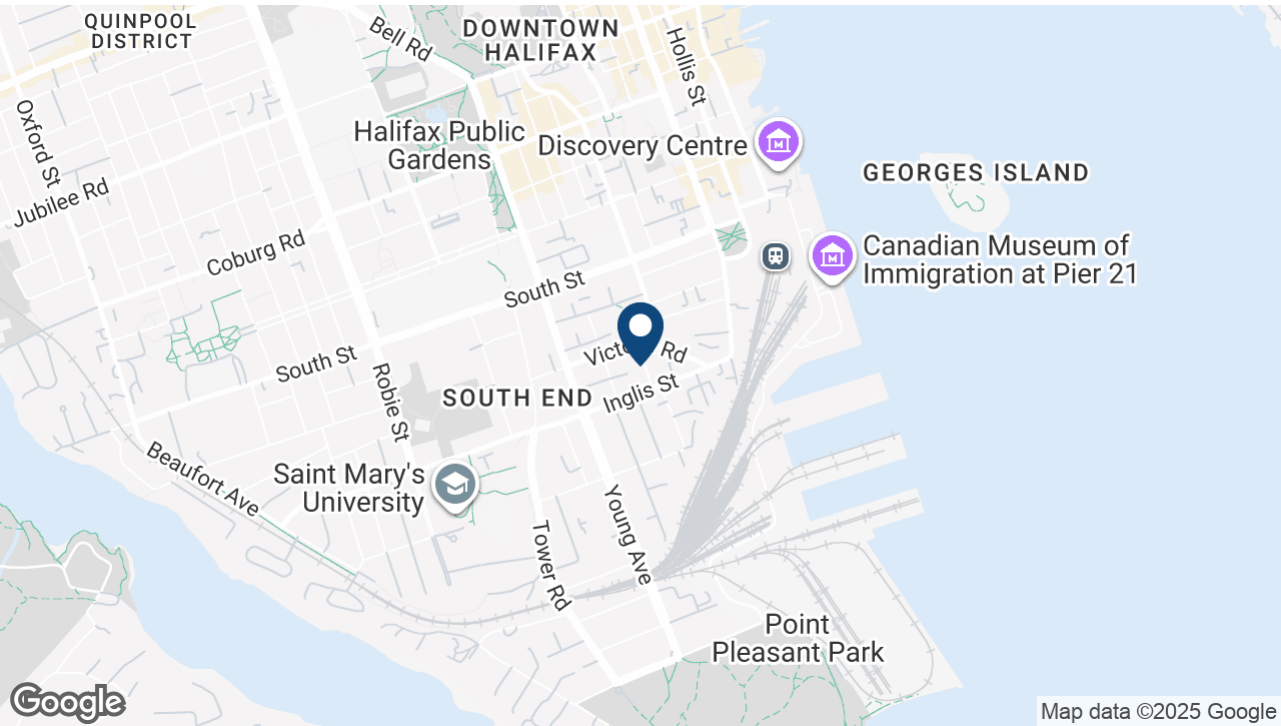 QUINPOOL
DISTRICT
Bell Rd
DOWNTOWN
HALIFAX
Hollis St
Oxford St
Halifax Public
Gardens
Discovery Centre
GEORGES ISLAND
Jubilee Rd
Coburg Rd
Canadian Museum of
Immigration at Pier 21
South St
South St
Rd
Robie St
SOUTH END
Inglis St
Beaufort Ave
Saint Mary's
University
Young Ave
Tower Rd
Point
Pleasant Park
Google
Map data ©2025 Google